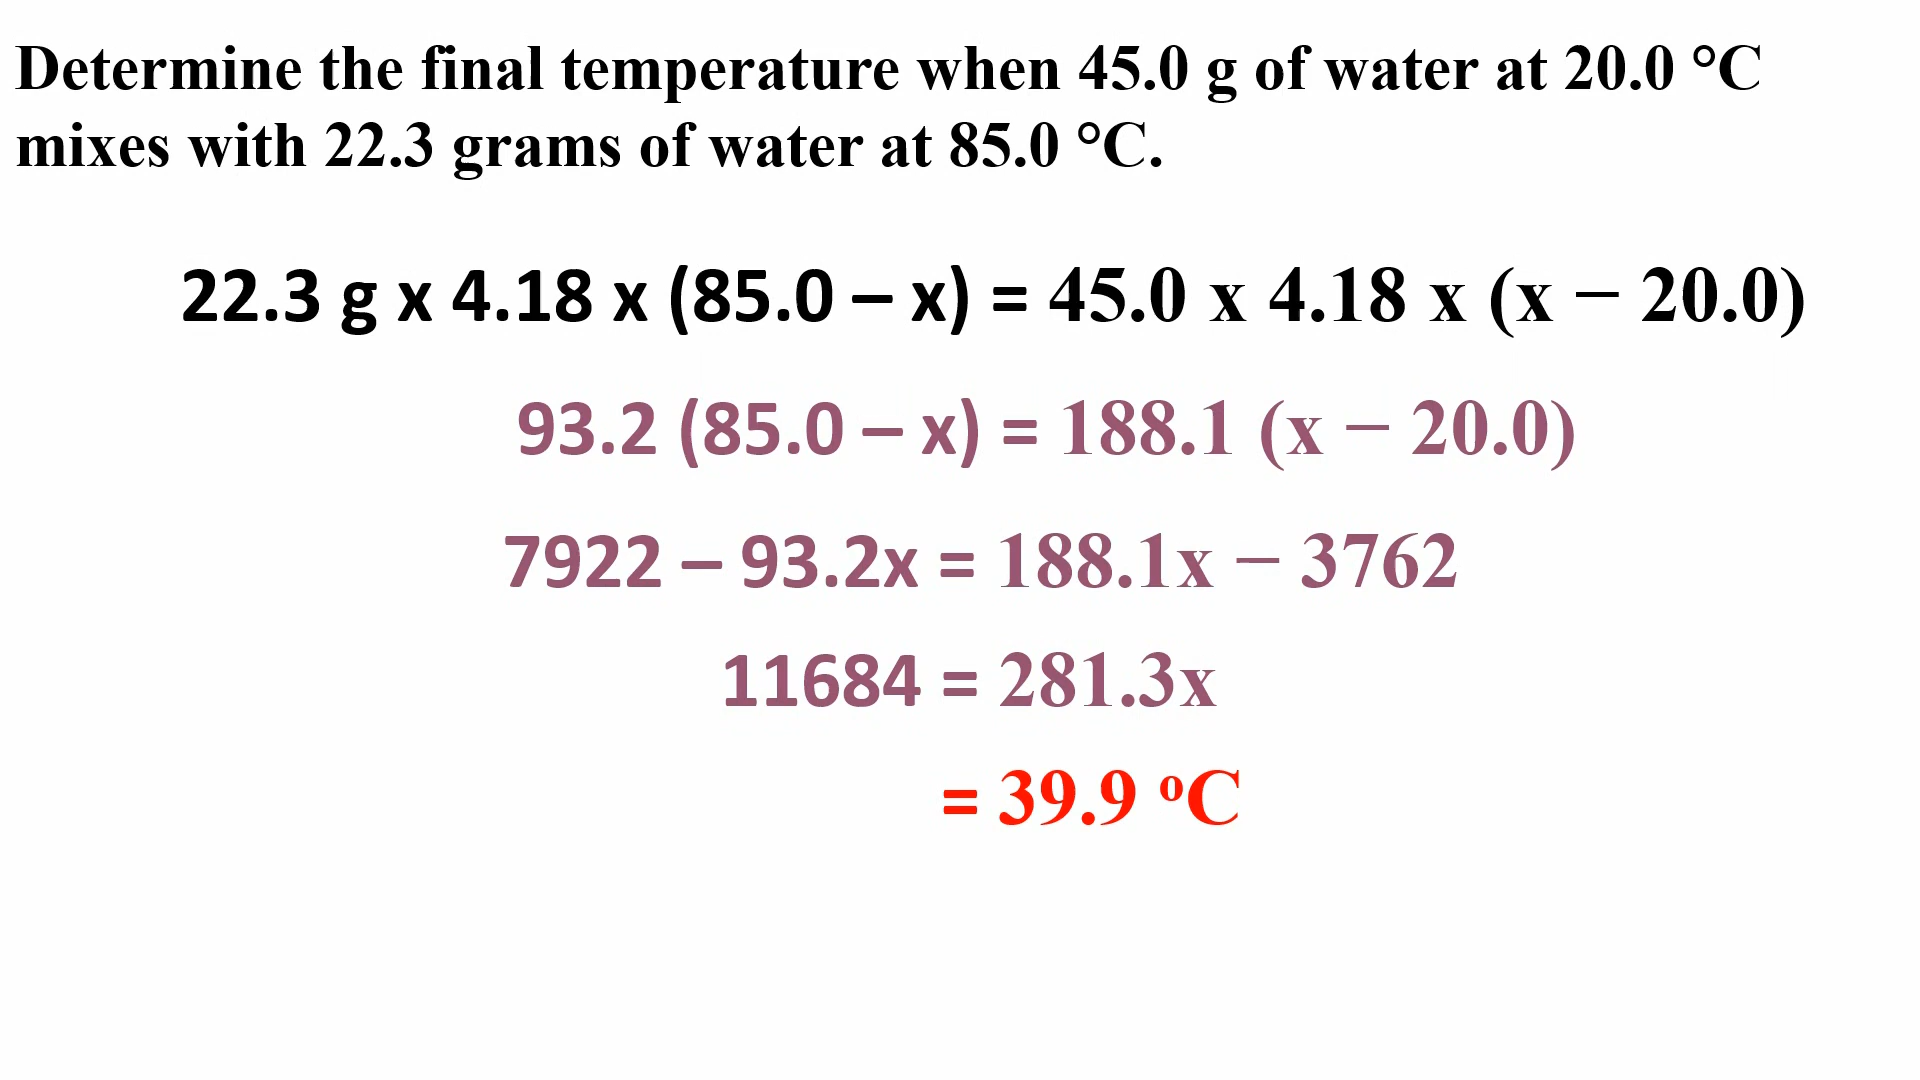 Determine the final temperature when 45.0 g of water at 20.0 °C
mixes with 22.3 grams of water at 85.0 °C.
22.3 g x 4.18 x (85.0 – x) = 45.0 x 4.18 x (x − 20.0)
93.2 (85.0 – x) = 188.1 (x − 20.0)
7922 – 93.2x = 188.1x − 3762
11684 = 281.3x
= 39.9 ºC